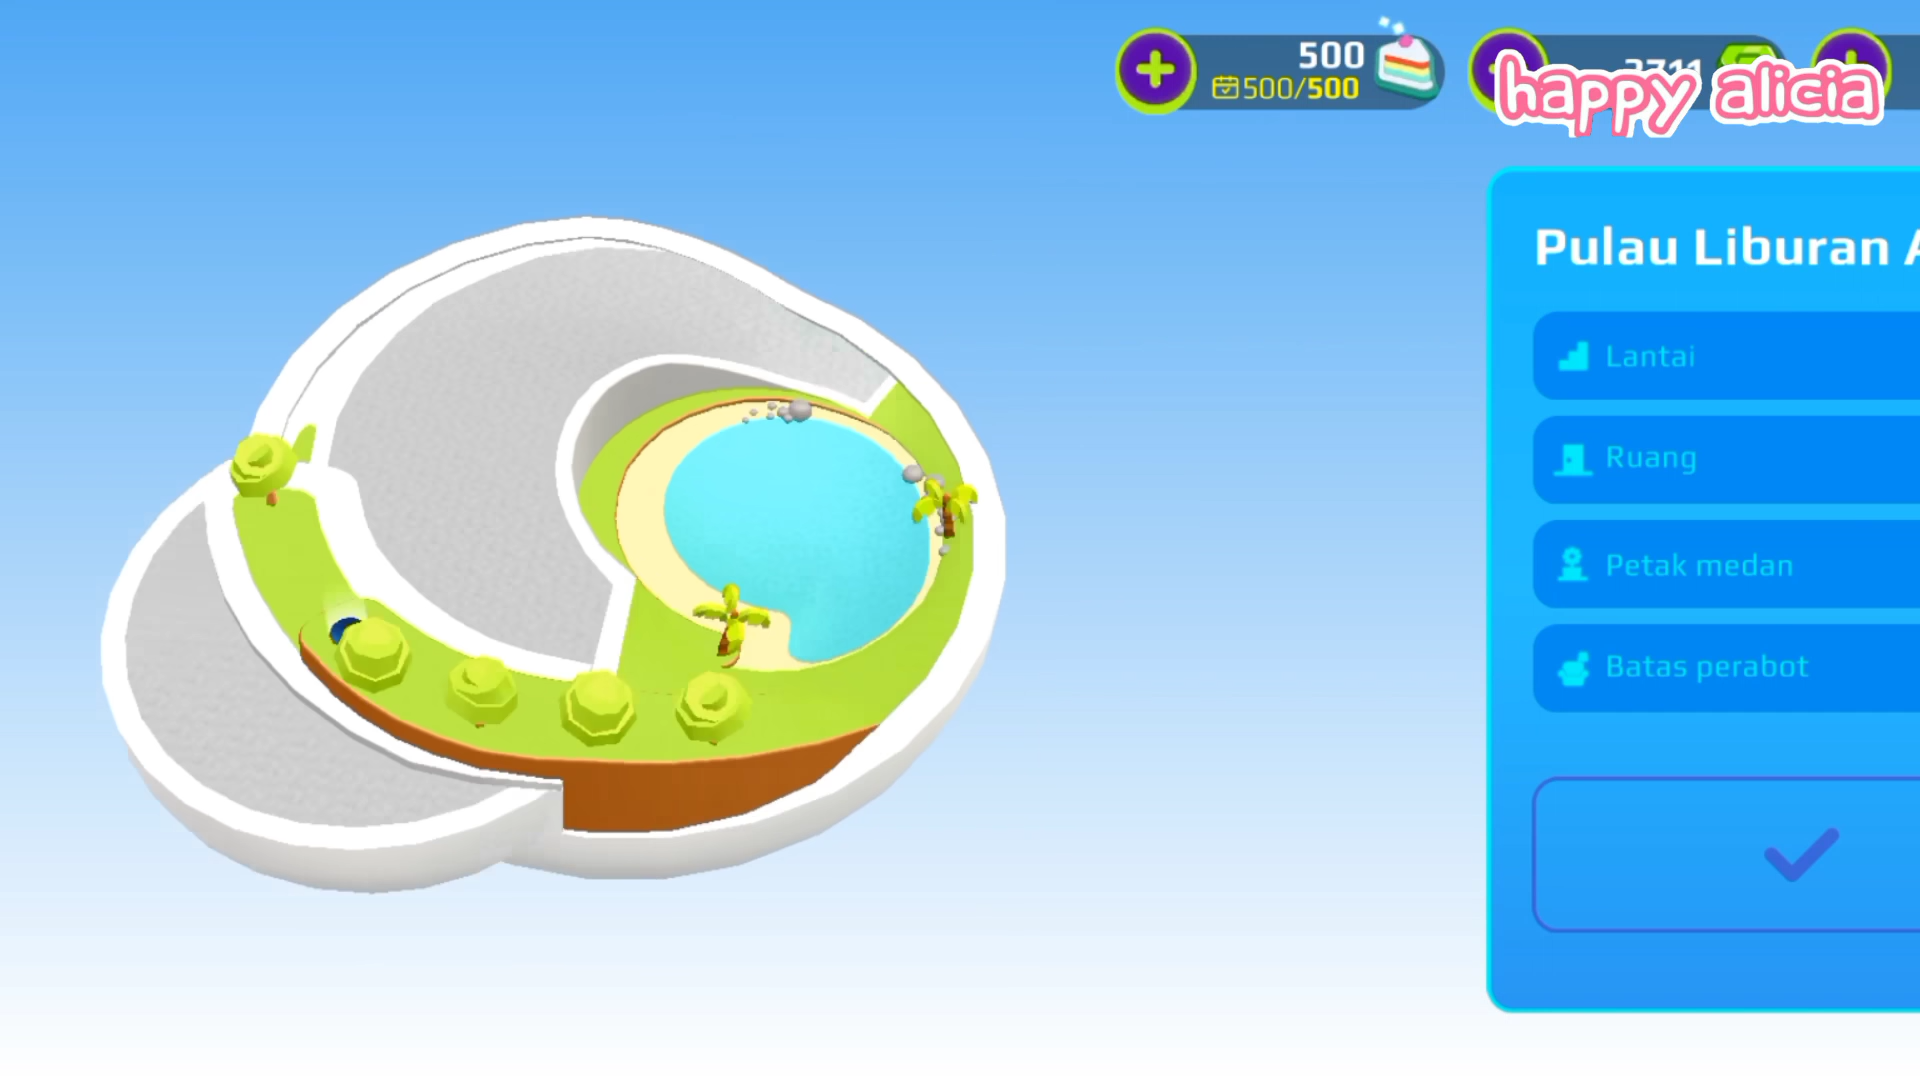 500
500/500
happy alicia
Pulau Liburan
Lantai
Ruang
Petak medan
Batas perabot